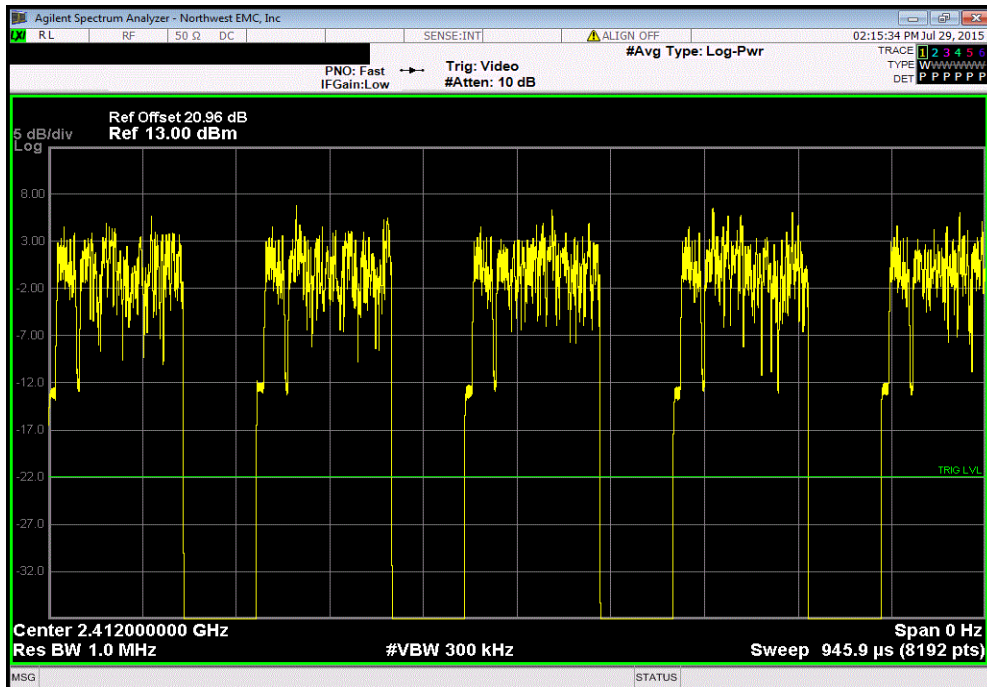 Agilent Spectrum Analyzer - Northwest EMC, Inc
LXI RL RF 50 Ω DC SENSE:INT ALIGN OFF 02:15:34 PM Jul 29, 2015
#Avg Type: Log-Pwr TRACE 1 2 3 4 5 6
PNO: Fast Trig: Video TYPE WWWWWW
IFGain:Low #Atten: 10 dB DET P P P P P P
Ref Offset 20.96 dB
5 dB/div Ref 13.00 dBm
Log
8.00
3.00
-2.00
-7.00
-12.0
-17.0
-22.0 TRIG LVL
-27.0
-32.0
Center 2.412000000 GHz Span 0 Hz
Res BW 1.0 MHz #VBW 300 kHz Sweep 945.9 µs (8192 pts)
MSG STATUS